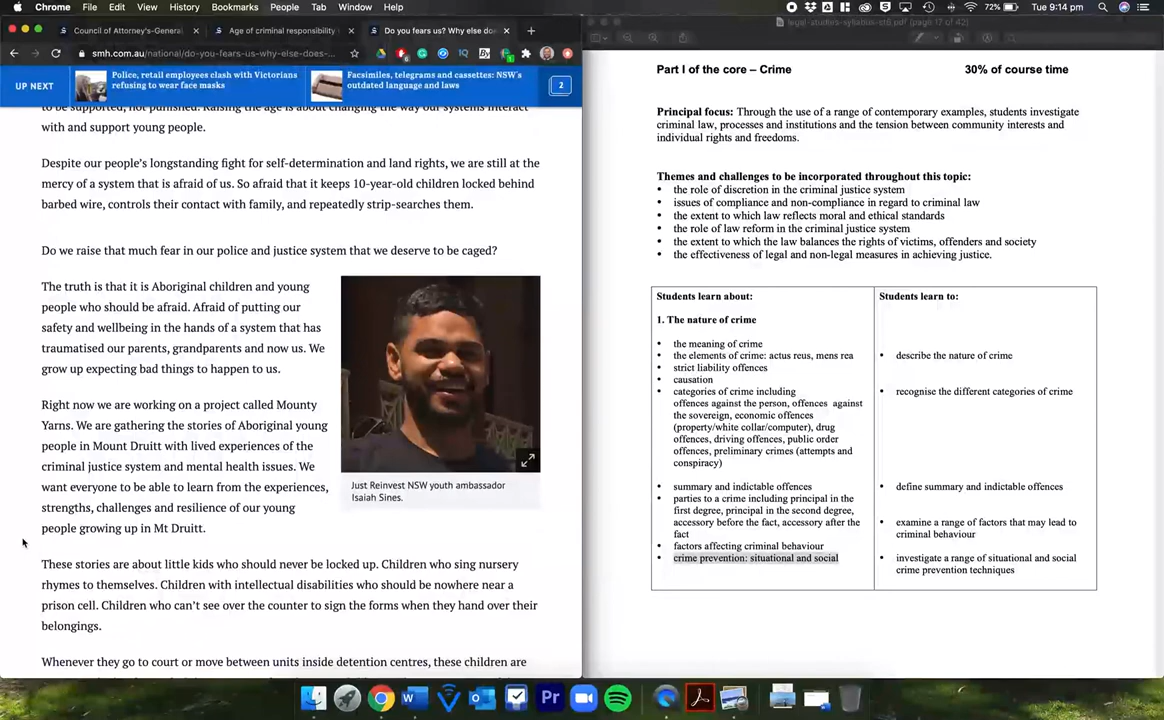 Chrome File Edit View History Bookmarks People Tab Window Help
72% Tue 9:14 pm
Council of Attorney's-General
Age of criminal responsibility
Do you fears us? Why else doe
smh.com.au/national/do-you-fears-us-why-else-does-...
UP NEXT
Police, retail employees clash with Victorians
refusing to wear face masks
Facsimiles, telegrams and cassettes: NSW's
outdated language and laws
2
to be supported, not punished. Raising the age is about changing the way our systems interact
with and support young people.
Despite our people's longstanding fight for self-determination and land rights, we are still at the
mercy of a system that is afraid of us. So afraid that it keeps 10-year-old children locked behind
barbed wire, controls their contact with family, and repeatedly strip-searches them.
Do we raise that much fear in our police and justice system that we deserve to be caged?
The truth is that it is Aboriginal children and young
people who should be afraid. Afraid of putting our
safety and wellbeing in the hands of a system that has
traumatised our parents, grandparents and now us. We
grow up expecting bad things to happen to us.
Right now we are working on a project called Mounty
Yarns. We are gathering the stories of Aboriginal young
people in Mount Druitt with lived experiences of the
criminal justice system and mental health issues. We
want everyone to be able to learn from the experiences,
strengths, challenges and resilience of our young
people growing up in Mt Druitt.
Just Reinvest NSW youth ambassador
Isaiah Sines.
These stories are about little kids who should never be locked up. Children who sing nursery
rhymes to themselves. Children with intellectual disabilities who should be nowhere near a
prison cell. Children who can't see over the counter to sign the forms when they hand over their
belongings.
Whenever they go to court or move between units inside detention centres, these children are
legal-studies-syllabus-st6.pdf (page 17 of 42)
Part I of the core – Crime 30% of course time
Principal focus: Through the use of a range of contemporary examples, students investigate
criminal law, processes and institutions and the tension between community interests and
individual rights and freedoms.
Themes and challenges to be incorporated throughout this topic:
• the role of discretion in the criminal justice system
• issues of compliance and non-compliance in regard to criminal law
• the extent to which law reflects moral and ethical standards
• the role of law reform in the criminal justice system
• the extent to which the law balances the rights of victims, offenders and society
• the effectiveness of legal and non-legal measures in achieving justice.
Students learn about:
1. The nature of crime
• the meaning of crime
• the elements of crime: actus reus, mens rea
• strict liability offences
• causation
• categories of crime including
offences against the person, offences against
the sovereign, economic offences
(property/white collar/computer), drug
offences, driving offences, public order
offences, preliminary crimes (attempts and
conspiracy)
• summary and indictable offences
• parties to a crime including principal in the
first degree, principal in the second degree,
accessory before the fact, accessory after the
fact
• factors affecting criminal behaviour
• crime prevention: situational and social
Students learn to:
• describe the nature of crime
• recognise the different categories of crime
• define summary and indictable offences
• examine a range of factors that may lead to
criminal behaviour
• investigate a range of situational and social
crime prevention techniques